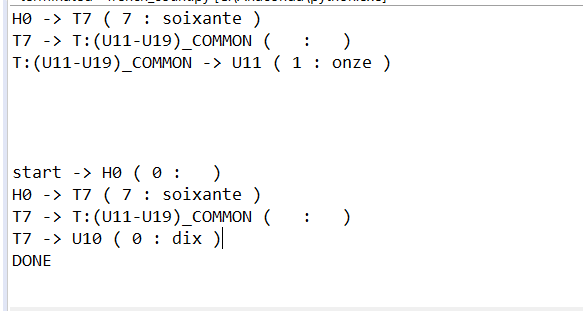 H0 -> T7 ( 7 : soixante )
T7 -> T:(U11-U19)_COMMON (   :   )
T:(U11-U19)_COMMON -> U11 ( 1 : onze )
start -> H0 ( 0 :   )
H0 -> T7 ( 7 : soixante )
T7 -> T:(U11-U19)_COMMON (   :   )
T7 -> U10 ( 0 : dix )
DONE